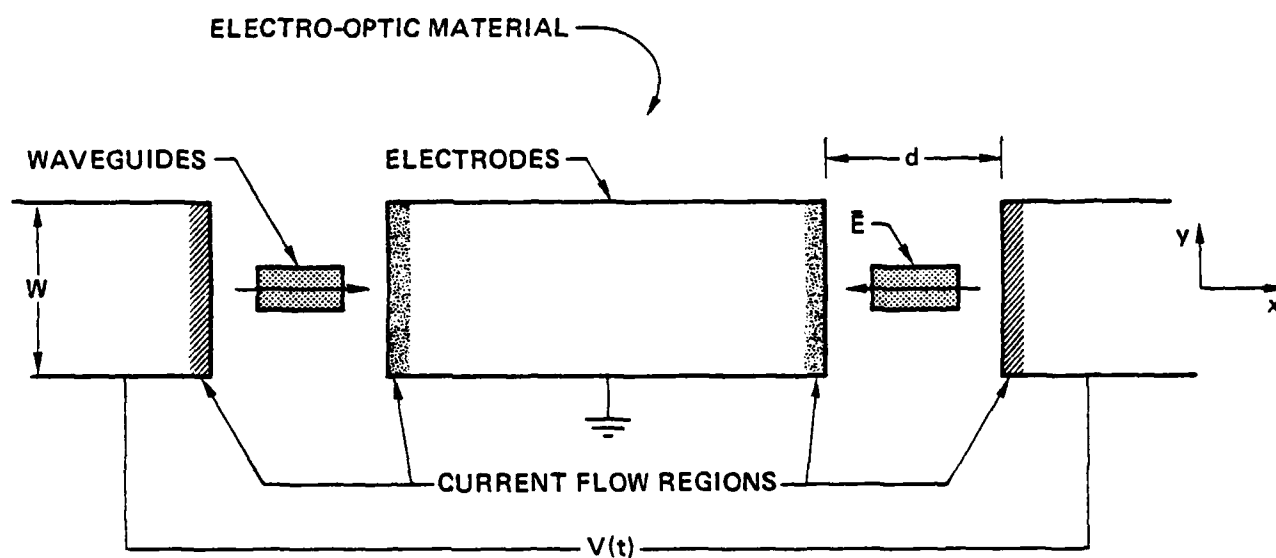 ELECTRO-OPTIC MATERIAL
WAVEGUIDES
ELECTRODES
d
Ē
W
y
x
CURRENT FLOW REGIONS
V(t)